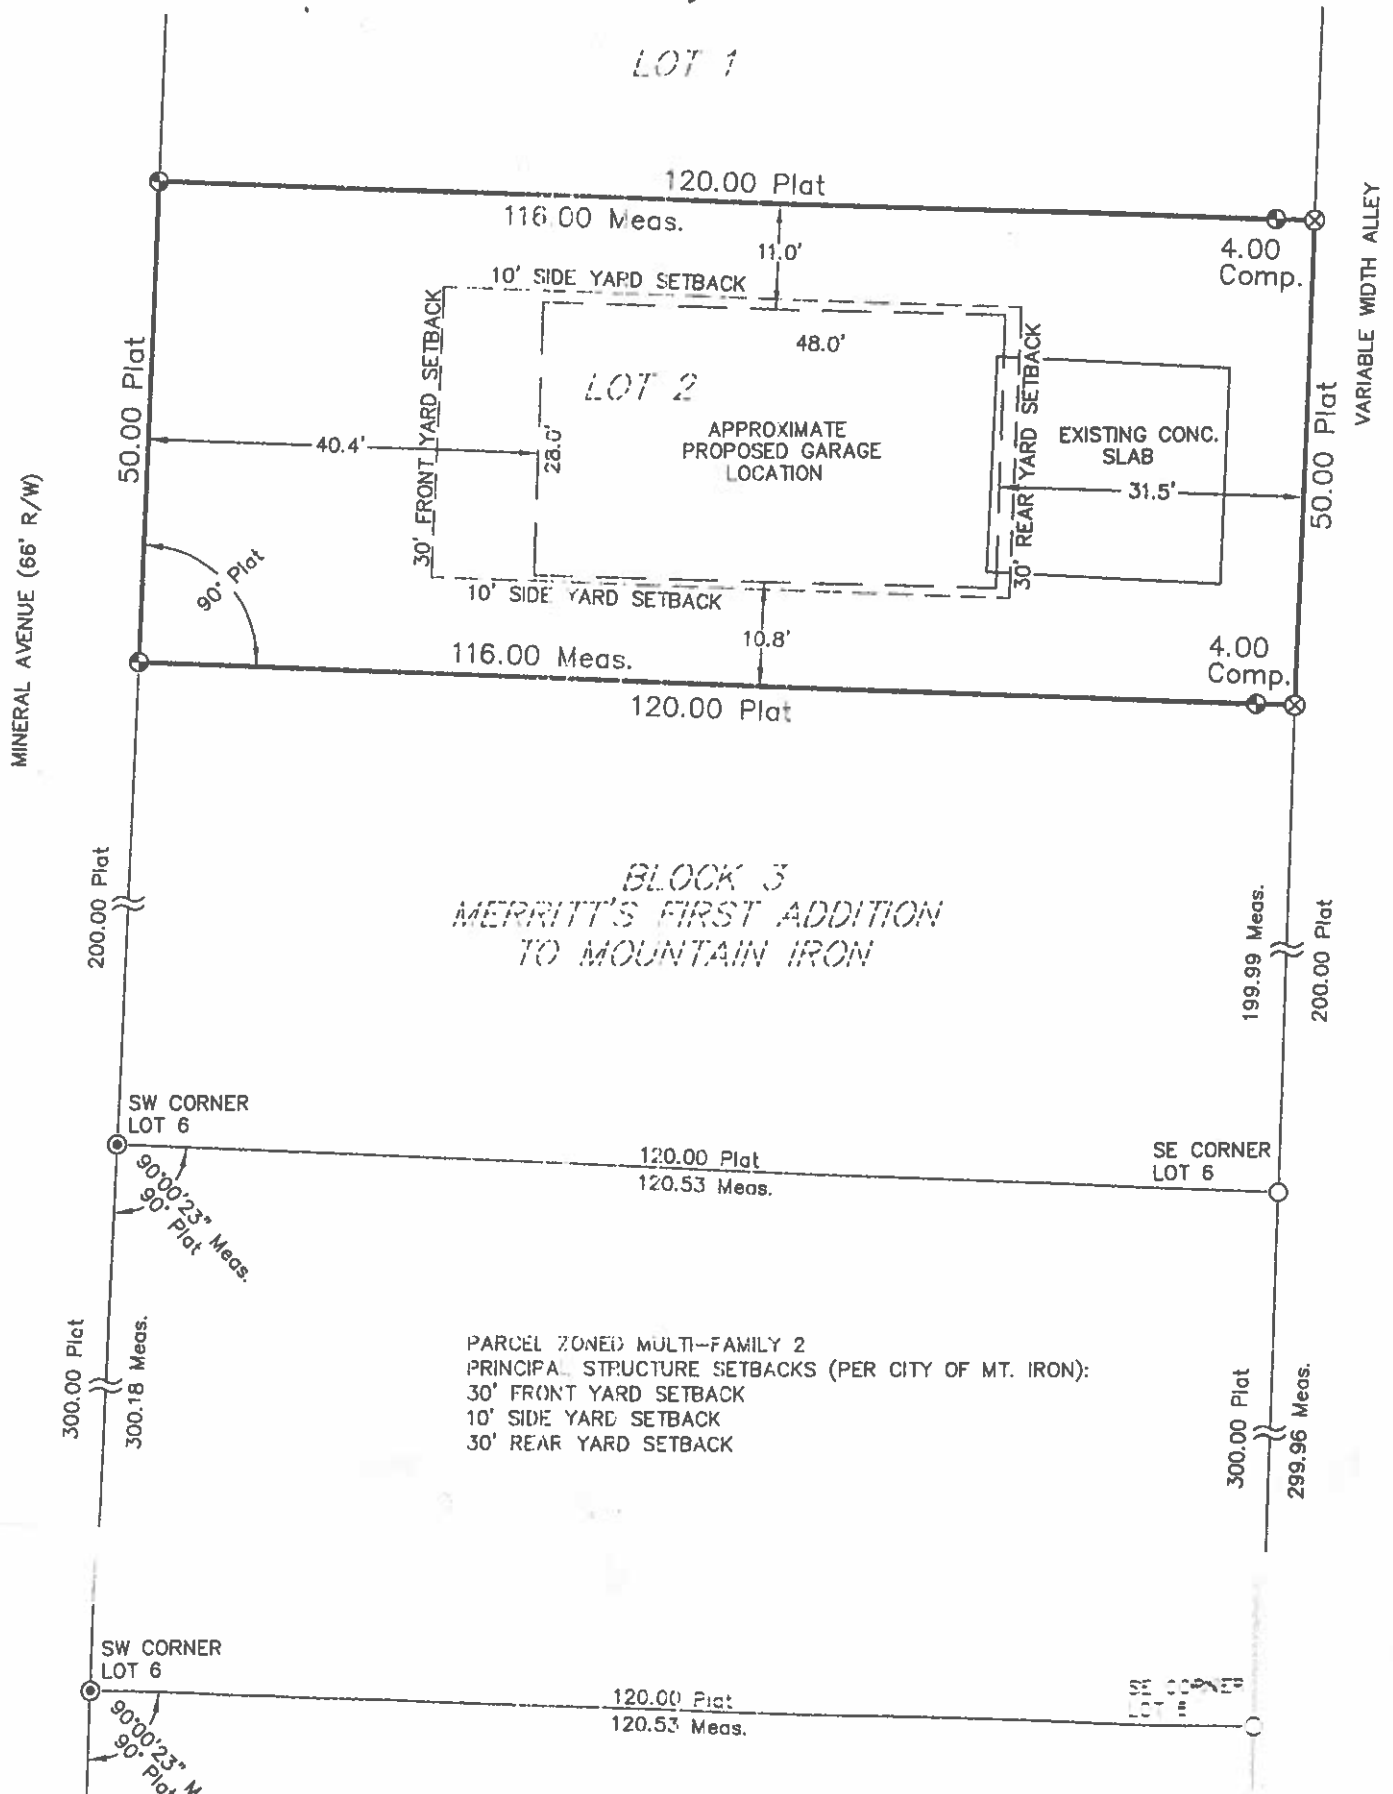 LOT 1
120.00 Plat
116.00 Meas.
4.00
Comp.
11.0'
10' SIDE YARD SETBACK
48.0'
30' FRONT YARD SETBACK
LOT 2
28.0'
APPROXIMATE
PROPOSED GARAGE
LOCATION
30' REAR YARD SETBACK
EXISTING CONC.
SLAB
31.5'
40.4'
50.00 Plat
50.00 Plat
VARIABLE WIDTH ALLEY
MINERAL AVENUE (66' R/W)
90° Plat
10' SIDE YARD SETBACK
10.8'
116.00 Meas.
120.00 Plat
4.00
Comp.
BLOCK 3
MERRITT'S FIRST ADDITION
TO MOUNTAIN IRON
200.00 Plat
199.99 Meas.
200.00 Plat
SW CORNER
LOT 6
120.00 Plat
120.53 Meas.
SE CORNER
LOT 6
90°00'23" Meas.
90° Plat
300.00 Plat
300.18 Meas.
PARCEL ZONED MULTI-FAMILY 2
PRINCIPAL STRUCTURE SETBACKS (PER CITY OF MT. IRON):
30' FRONT YARD SETBACK
10' SIDE YARD SETBACK
30' REAR YARD SETBACK
300.00 Plat
299.96 Meas.
SW CORNER
LOT 6
120.00 Plat
120.53 Meas.
SE CORNER
LOT
90°00'23" M
90° Plat